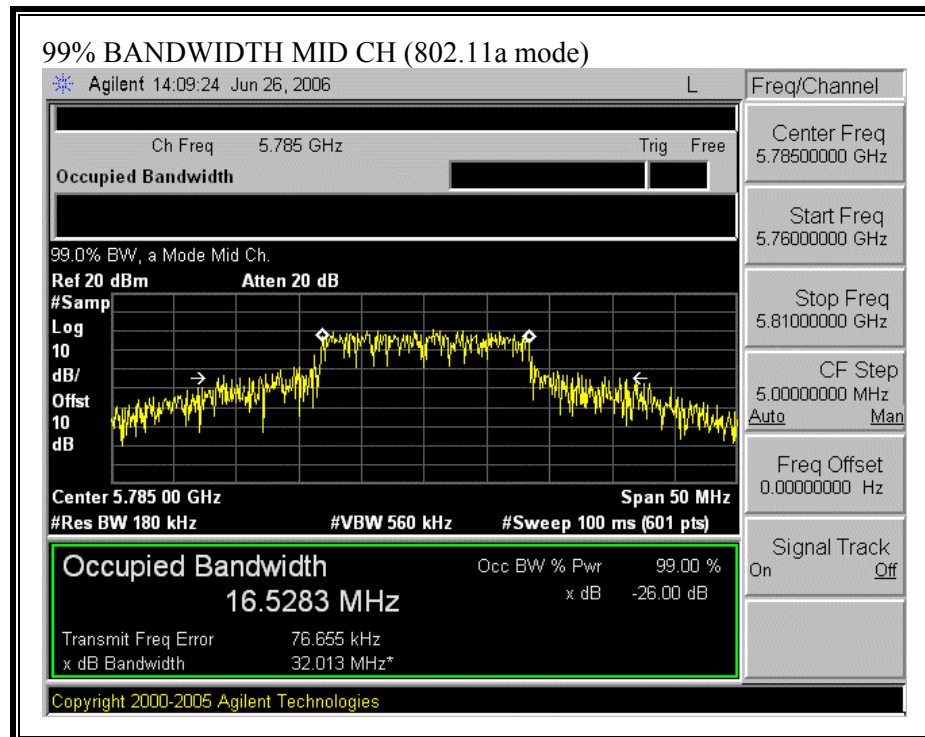 99% BANDWIDTH MID CH (802.11a mode)
Agilent 14:09:24 Jun 26, 2006 L Freq/Channel
Ch Freq 5.785 GHz Trig Free
Occupied Bandwidth
Center Freq
5.78500000 GHz
Start Freq
5.76000000 GHz
Stop Freq
5.81000000 GHz
CF Step
5.00000000 MHz
Auto Man
Freq Offset
0.00000000 Hz
Signal Track
On Off
99.0% BW, a Mode Mid Ch.
Ref 20 dBm Atten 20 dB
#Samp
Log
10
dB/
Offst
10
dB
Center 5.785 00 GHz Span 50 MHz
#Res BW 180 kHz #VBW 560 kHz #Sweep 100 ms (601 pts)
Occupied Bandwidth Occ BW % Pwr 99.00 %
16.5283 MHz x dB -26.00 dB
Transmit Freq Error 76.655 kHz
x dB Bandwidth 32.013 MHz*
Copyright 2000-2005 Agilent Technologies